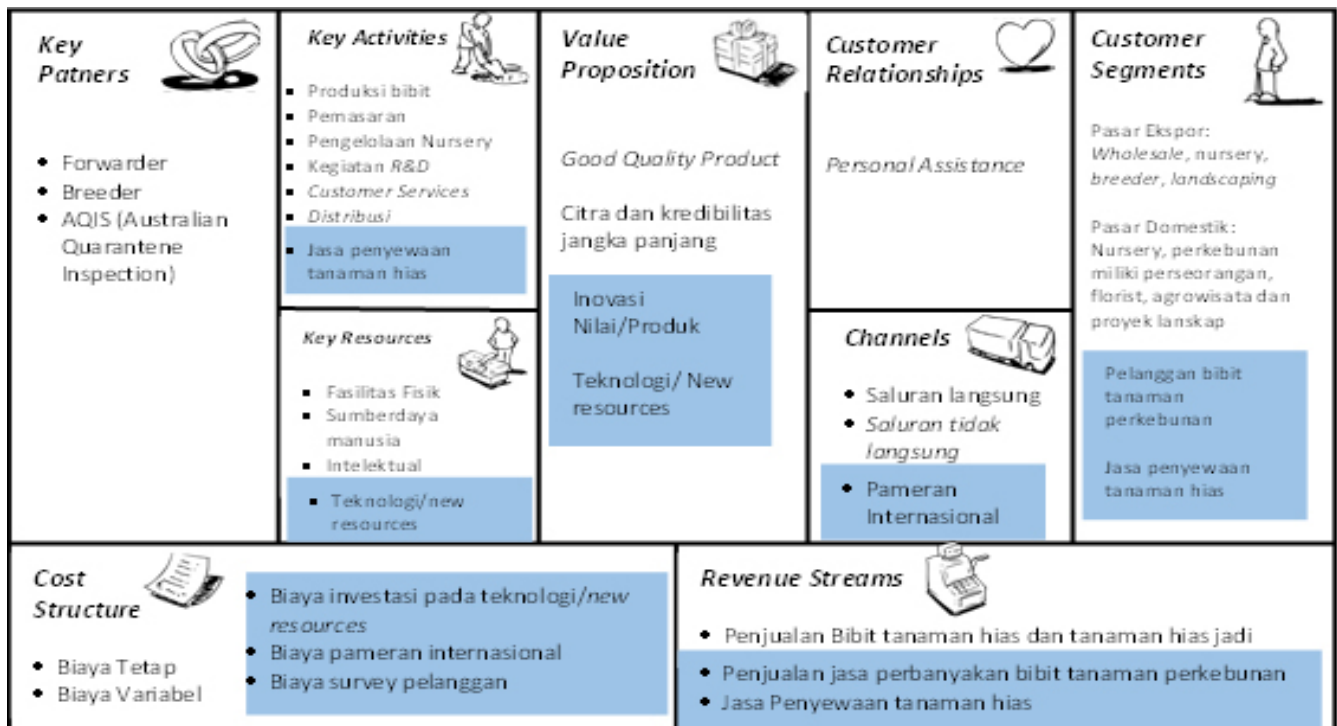 Key
Patners
• Forwarder
• Breeder
• AQIS (Australian
Quarantene
Inspection)
Key Activities
▪ Produksi bibit
▪ Pemasaran
▪ Pengelolaan Nursery
▪ Kegiatan R&D
▪ Customer Services
▪ Distribusi
▪ Jasa penyewaan
tanaman hias
Key Resources
▪ Fasilitas Fisik
▪ Sumberdaya
manusia
▪ Intelektual
▪ Teknologi/new
resources
Value
Proposition
Good Quality Product
Citra dan kredibilitas
jangka panjang
Inovasi
Nilai/Produk
Teknologi/ New
resources
Customer
Relationships
Personal Assistance
Channels
• Saluran langsung
• Saluran tidak
langsung
• Pameran
Internasional
Customer
Segments
Pasar Ekspor:
Wholesale, nursery,
breeder, landscaping
Pasar Domestik:
Nursery, perkebunan
miliki perseorangan,
florist, agrowisata dan
proyek lanskap
Pelanggan bibit
tanaman
perkebunan
Jasa penyewaan
tanaman hias
Cost
Structure
• Biaya Tetap
• Biaya Variabel
• Biaya investasi pada teknologi/new
resources
• Biaya pameran internasional
• Biaya survey pelanggan
Revenue Streams
• Penjualan Bibit tanaman hias dan tanaman hias jadi
• Penjualan jasa perbanyakan bibit tanaman perkebunan
• Jasa Penyewaan tanaman hias